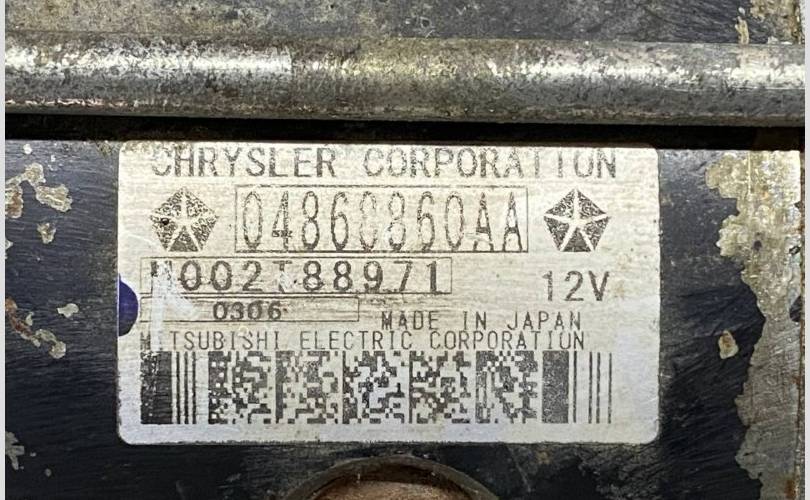 CHRYSLER CORPORATION
04868860AA
M002T88971
12V
0306
MADE IN JAPAN
MITSUBISHI ELECTRIC CORPORATION